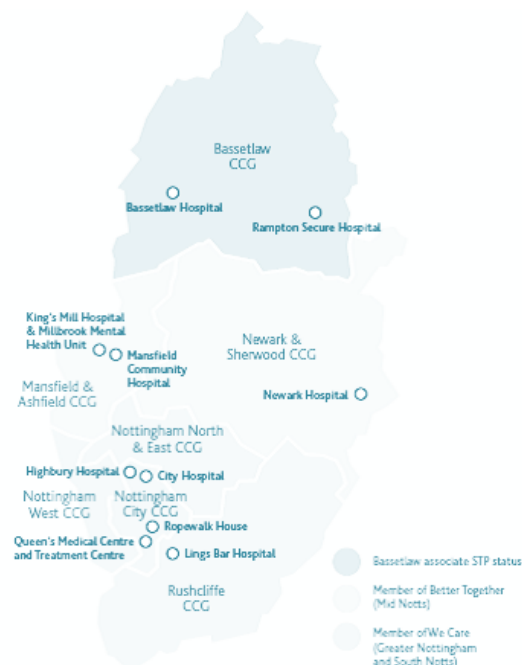 Bassetlaw
CCG
Bassetlaw Hospital
Rampton Secure Hospital
King's Mill Hospital
& Millbrook Mental
Health Unit
Mansfield
Community
Hospital
Newark &
Sherwood CCG
Mansfield &
Ashfield CCG
Newark Hospital
Nottingham North
& East CCG
Highbury Hospital
City Hospital
Nottingham
West CCG
Nottingham
City CCG
Ropewalk House
Queen's Medical Centre
and Treatment Centre
Lings Bar Hospital
Rushcliffe
CCG
Bassetlaw associate STP status
Member of Better Together
(Mid Notts)
Member of We Care
(Greater Nottingham
and South Notts)